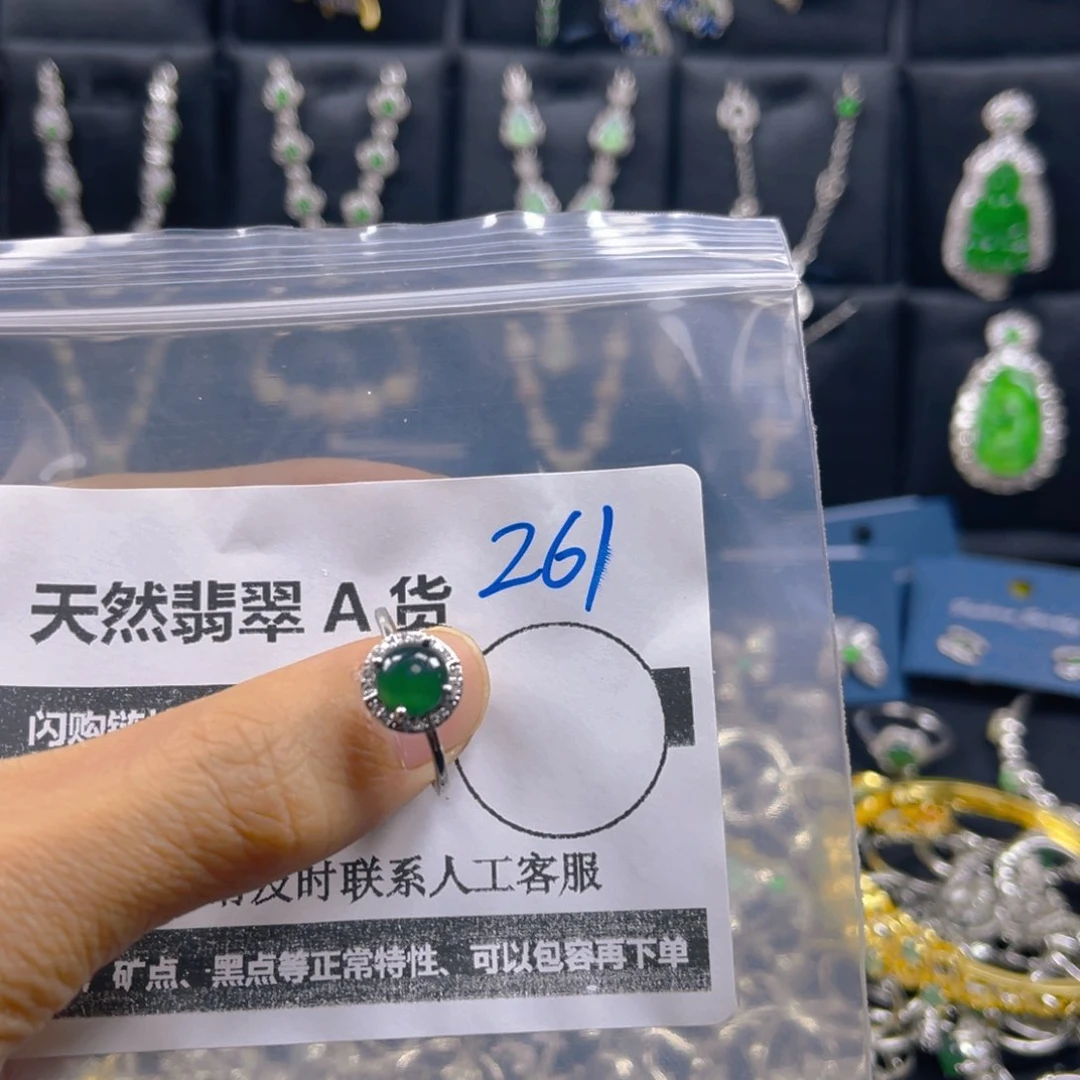 261
天然翡翠 A 货
闪购链
及时联系人工客服
矿点、黑点等正常特性、可以包容再下单